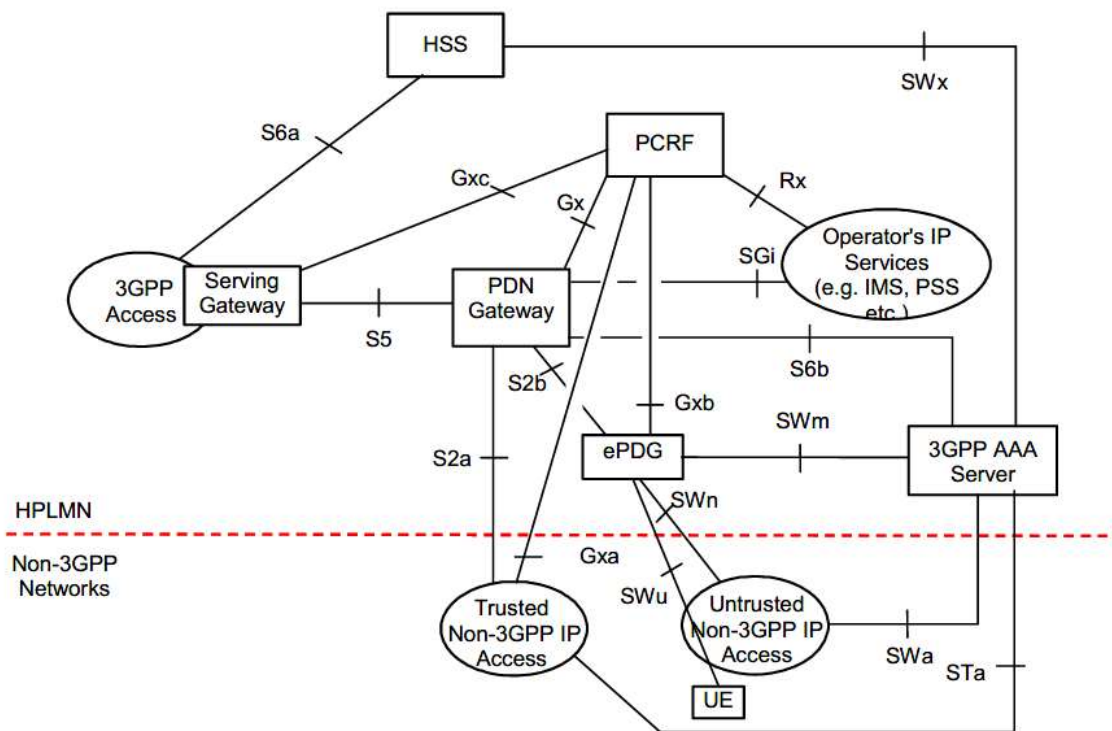 HSS
SWx
S6a
PCRF
Gxc
Rx
Gx
Operator's IP
Services
(e.g. IMS, PSS
etc.)
SGi
3GPP
Access
Serving
Gateway
PDN
Gateway
S5
S6b
S2b
Gxb
SWm
ePDG
3GPP AAA
Server
S2a
SWn
HPLMN
Non-3GPP
Networks
Gxa
SWu
Trusted
Non-3GPP IP
Access
Untrusted
Non-3GPP IP
Access
SWa
STa
UE